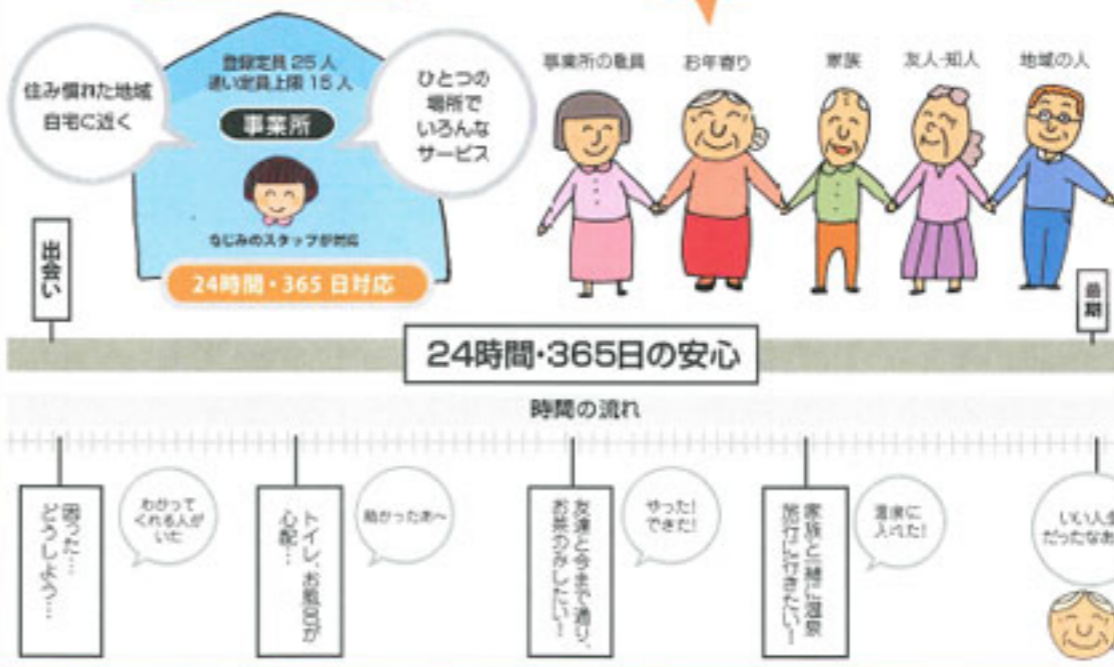 住み慣れた地域
自宅に近く
登録定員 25 人
通い定員上限 15 人
事業所
なじみのスタッフが対応
24時間・365 日対応
ひとつの
場所で
いろんな
サービス
事業所の職員
お年寄り
家族
友人・知人
地域の人
出会い
最期
24時間・365日の安心
時間の流れ
困った…
どうしよう…
わかって
くれる人が
いた
トイレ、お風呂が
心配…
助かったあ〜
友達と今まで通り、
お茶のみしたい！
やった！
できた！
家族と一緒に温泉
旅行に行きたい！
温泉に
入れた！
いい人生
だったなあ